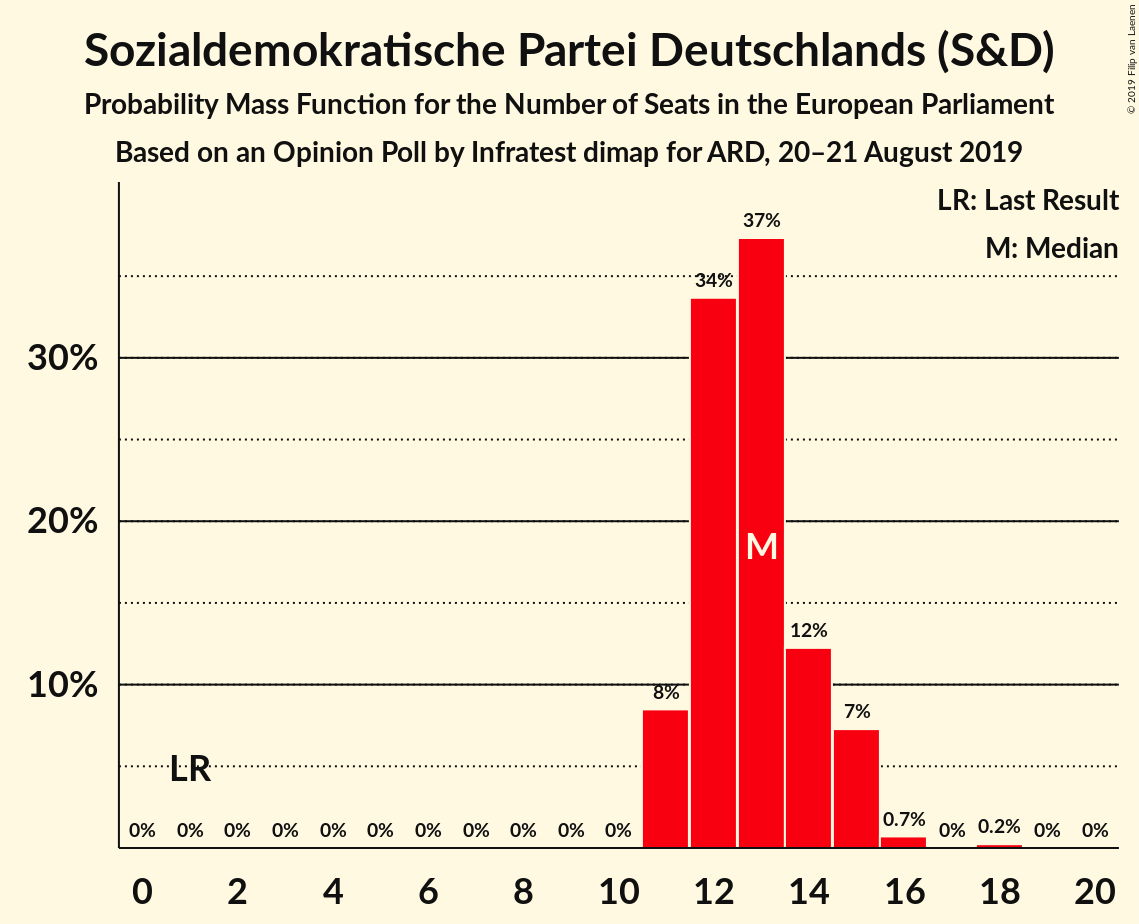 Sozialdemokratische Partei Deutschlands (S&D)
Probability Mass Function for the Number of Seats in the European Parliament
Based on an Opinion Poll by Infratest dimap for ARD, 20–21 August 2019
© 2019 Filip van Laenen
LR: Last Result
M: Median
37%
34%
30%
20%
M
12%
10%
8%
7%
LR
0% 0% 0% 0% 0% 0% 0% 0% 0% 0% 0% 0.7% 0% 0.2% 0% 0%
0 2 4 6 8 10 12 14 16 18 20